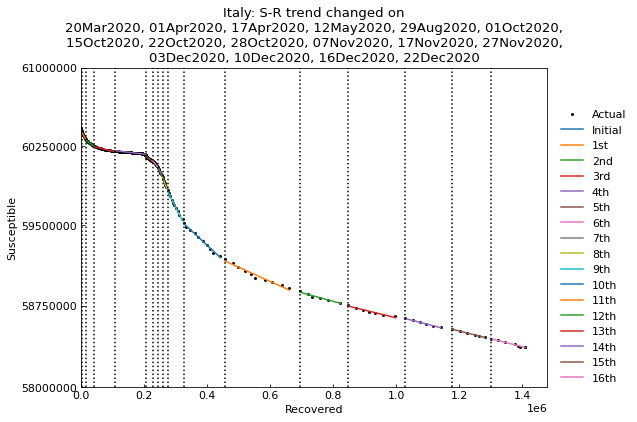 Italy: S-R trend changed on
20Mar2020, 01Apr2020, 17Apr2020, 12May2020, 29Aug2020, 01Oct2020,
15Oct2020, 22Oct2020, 28Oct2020, 07Nov2020, 17Nov2020, 27Nov2020,
03Dec2020, 10Dec2020, 16Dec2020, 22Dec2020
61000000
60250000
59500000
58750000
58000000
Susceptible
0.0
0.2
0.4
0.6
0.8
1.0
1.2
1.4
1e6
Recovered
Actual
Initial
1st
2nd
3rd
4th
5th
6th
7th
8th
9th
10th
11th
12th
13th
14th
15th
16th